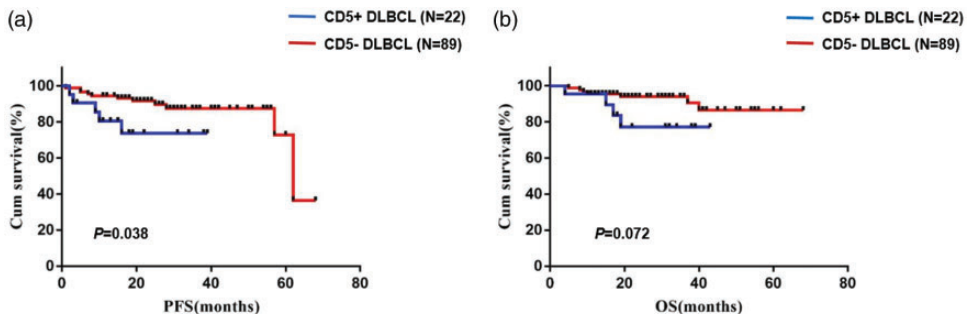 (a)
CD5+ DLBCL (N=22)
CD5- DLBCL (N=89)
Cum survival(%)
100
80
60
40
20
0
P=0.038
0 20 40 60 80
PFS(months)
(b)
CD5+ DLBCL (N=22)
CD5- DLBCL (N=89)
Cum survival(%)
100
80
60
40
20
0
P=0.072
0 20 40 60 80
OS(months)